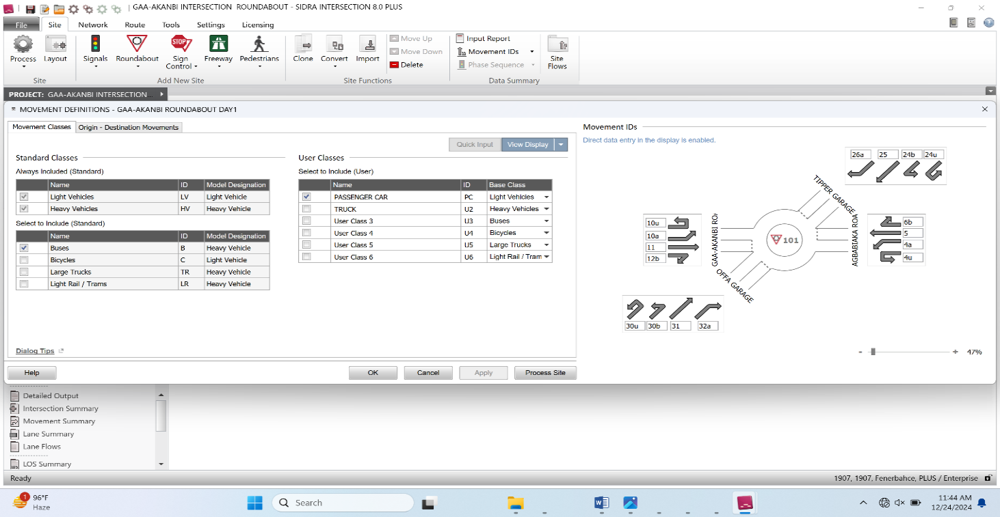 GAA-AKANBI INTERSECTION ROUNDABOUT - SIDRA INTERSECTION 8.0 PLUS
File Site Network Route Tools Settings Licensing
Process Layout Signals Roundabout Sign Control Freeway Pedestrians Clone Convert Import
STOP
Move Up
Move Down
Delete
Input Report
Movement IDs
Phase Sequence
Site Flows
Site Add New Site Site Functions Data Summary
PROJECT: GAA-AKANBI INTERSECTION...
MOVEMENT DEFINITIONS - GAA-AKANBI ROUNDABOUT DAY1
Movement Classes Origin - Destination Movements
Quick Input View Display
Standard Classes
Always Included (Standard)
Name ID Model Designation
Light Vehicles LV Light Vehicle
Heavy Vehicles HV Heavy Vehicle
Select to Include (Standard)
Name ID Model Designation
Buses B Heavy Vehicle
Bicycles C Light Vehicle
Large Trucks TR Heavy Vehicle
Light Rail / Trams LR Heavy Vehicle
User Classes
Select to Include (User)
Name ID Base Class
PASSENGER CAR PC Light Vehicles
TRUCK U2 Heavy Vehicles
User Class 3 U3 Buses
User Class 4 U4 Bicycles
User Class 5 U5 Large Trucks
User Class 6 U6 Light Rail / Tram
Dialog Tips
Help OK Cancel Apply Process Site
Movement IDs
Direct data entry in the display is enabled.
26a 25 24b 24u
TIPPER GARAGE
10u
10a
11
12b
GAA-AKANBI ROA
101
AGBABIAKA ROA
6b
5
4a
4u
OFFA GARAGE
30u 30b 31 32a
- + 47%
Detailed Output
Intersection Summary
Movement Summary
Lane Summary
Lane Flows
LOS Summary
Ready
1907, 1907, Fenerbahce, PLUS / Enterprise
1
96°F
Haze
Search
11:44 AM
12/24/2024